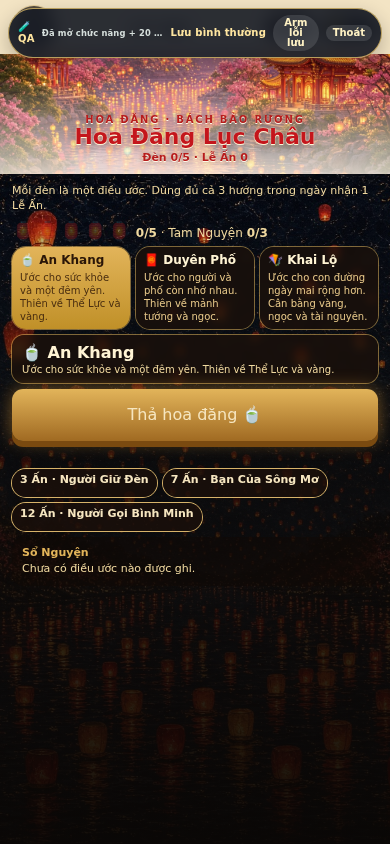 🧪 QA
Đã mở chức năng + 20 …
Lưu bình thường
Arm lỗi lưu
Thoát
HOA ĐĂNG · BÁCH BẢO RƯƠNG
Hoa Đăng Lục Châu
Đèn 0/5 · Lễ Ấn 0
Mỗi đèn là một điều ước. Dùng đủ cả 3 hướng trong ngày nhận 1
Lễ Ấn.
0/5 · Tam Nguyện 0/3
🍵 An Khang
Ước cho sức khỏe
và một đêm yên.
Thiên về Thể Lực và
vàng.
🧧 Duyên Phố
Ước cho người và
phố còn nhớ nhau.
Thiên về mảnh
tướng và ngọc.
🪁 Khai Lộ
Ước cho con đường
ngày mai rộng hơn.
Cân bằng vàng,
ngọc và tài nguyên.
🍵 An Khang
Ước cho sức khỏe và một đêm yên. Thiên về Thể Lực và vàng.
Thả hoa đăng 🍵
3 Ấn · Người Giữ Đèn
7 Ấn · Bạn Của Sông Mơ
12 Ấn · Người Gọi Bình Minh
Sổ Nguyện
Chưa có điều ước nào được ghi.